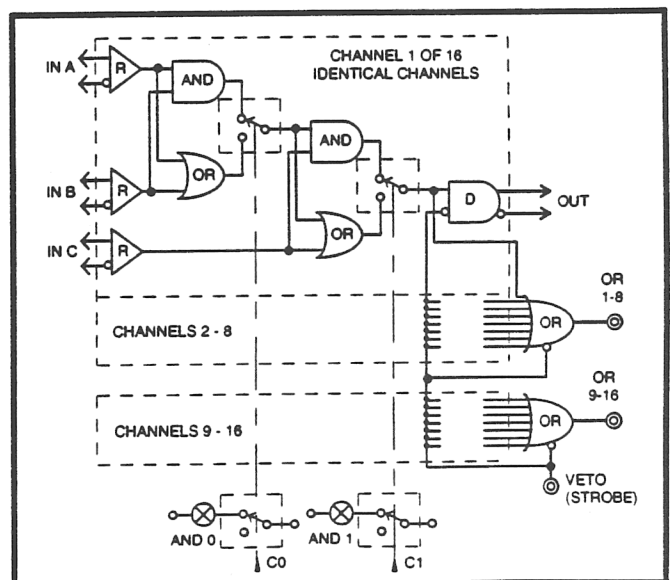 CHANNEL 1 OF 16
IDENTICAL CHANNELS
IN A
R
AND
OR
AND
IN B
R
OR
D
OUT
IN C
R
OR
1-8
OR
CHANNELS 2 - 8
OR
9-16
OR
CHANNELS 9 - 16
VETO
(STROBE)
AND 0
AND 1
C0
C1